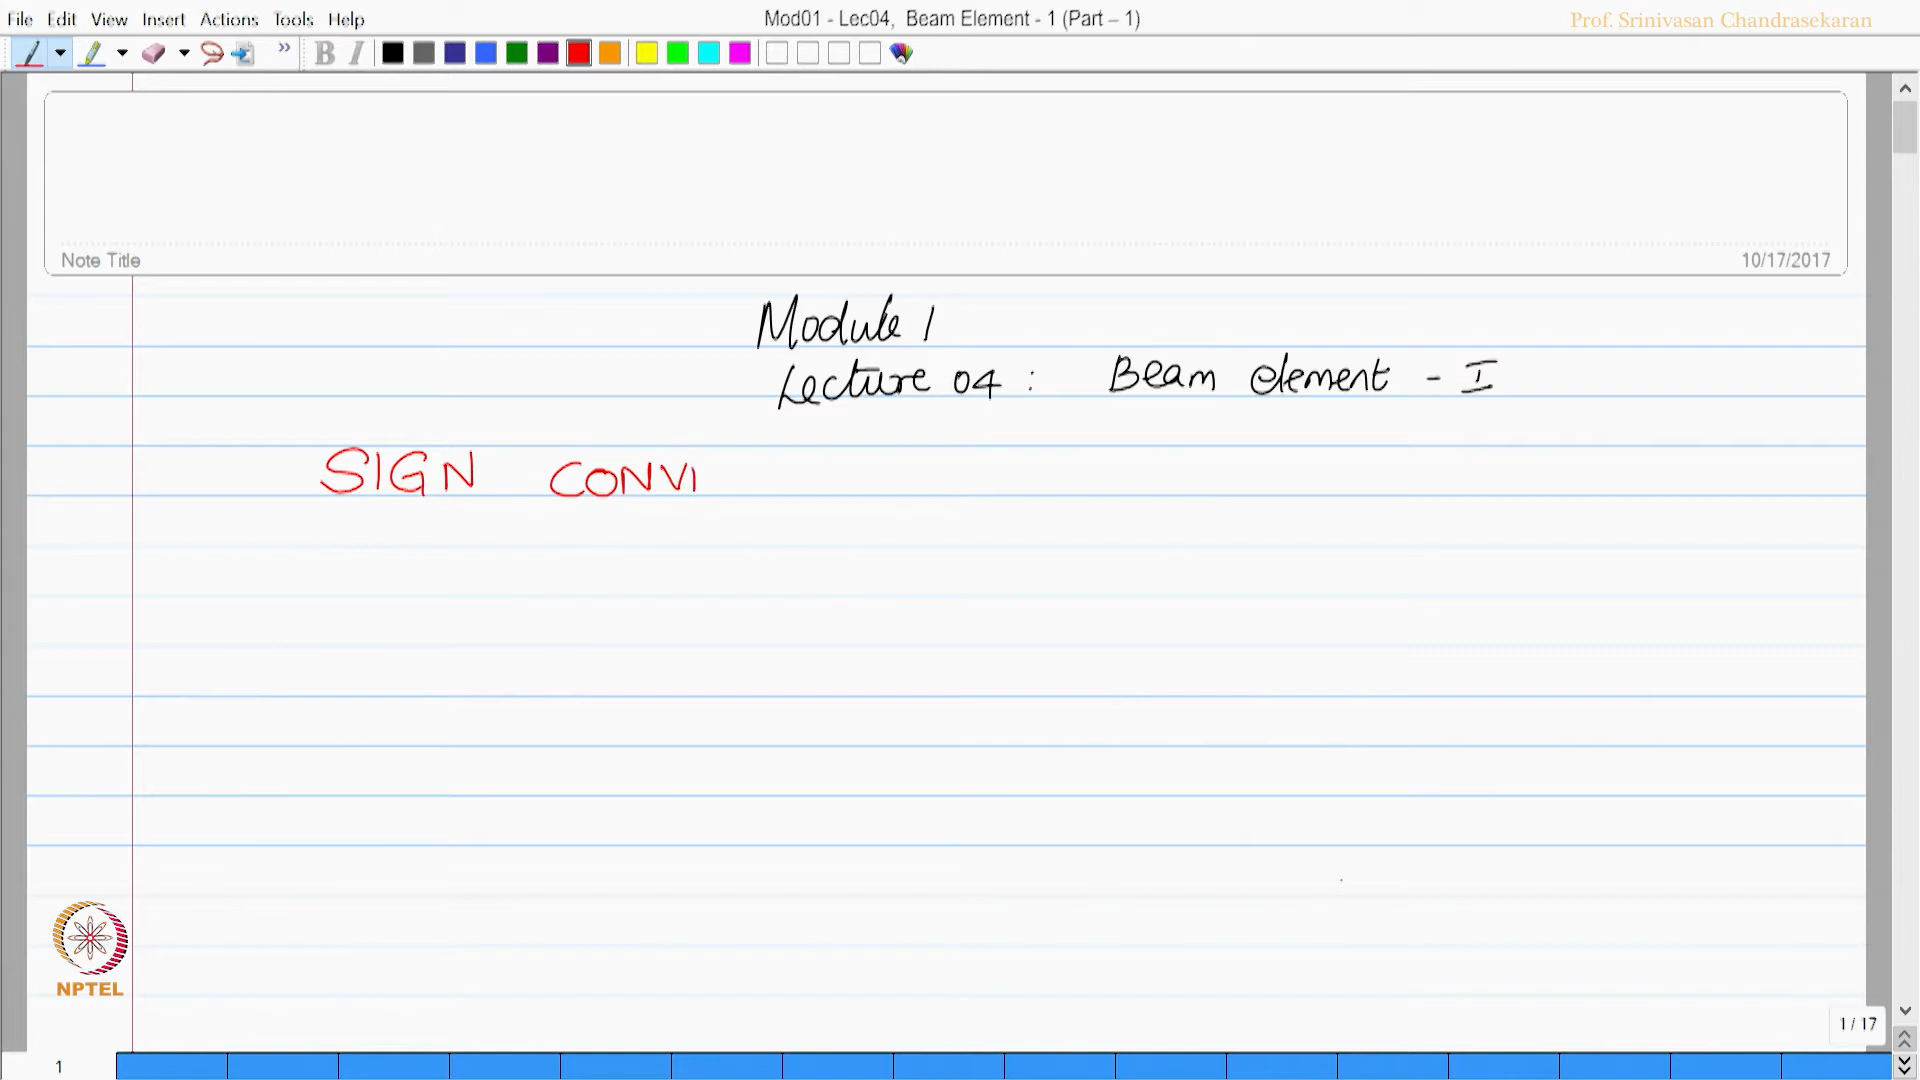 File Edit View Insert Actions Tools Help
Mod01 - Lec04, Beam Element - 1 (Part – 1)
Prof. Srinivasan Chandrasekaran
B I
Note Title
10/17/2017
Module 1
Lecture 04 : Beam element - I
SIGN CONVI
NPTEL
1 / 17
1